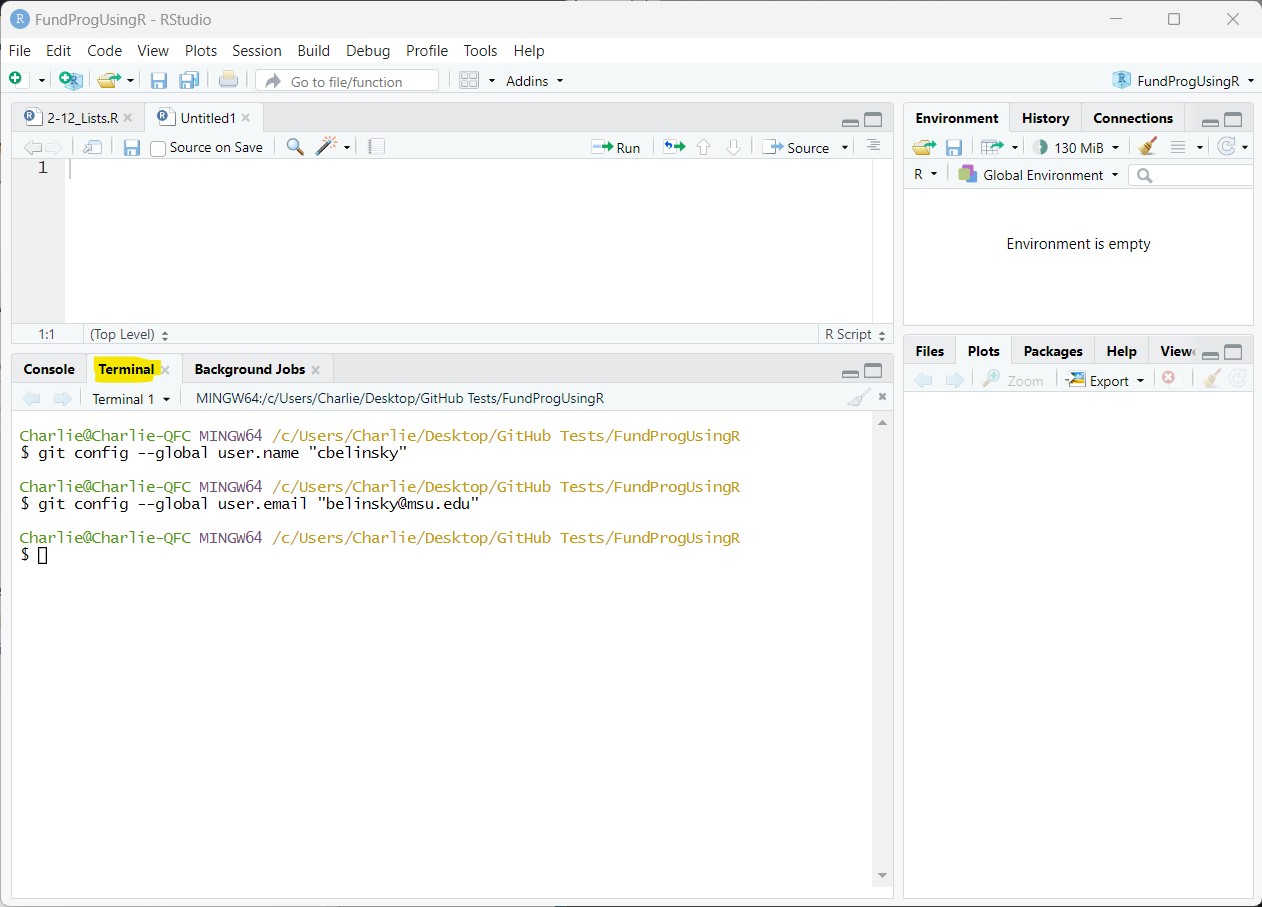 FundProgUsingR - RStudio
File Edit Code View Plots Session Build Debug Profile Tools Help
Go to file/function Addins FundProgUsingR
2-12_Lists.R Untitled1
Source on Save Run Source
1
1:1 (Top Level) R Script
Console Terminal Background Jobs
Terminal 1 MINGW64:/c/Users/Charlie/Desktop/GitHub Tests/FundProgUsingR
Charlie@Charlie-QFC MINGW64 /c/Users/Charlie/Desktop/GitHub Tests/FundProgUsingR
$ git config --global user.name "cbelinsky"
Charlie@Charlie-QFC MINGW64 /c/Users/Charlie/Desktop/GitHub Tests/FundProgUsingR
$ git config --global user.email "belinsky@msu.edu"
Charlie@Charlie-QFC MINGW64 /c/Users/Charlie/Desktop/GitHub Tests/FundProgUsingR
$
Environment History Connections
130 MiB
R Global Environment
Environment is empty
Files Plots Packages Help View
Zoom Export